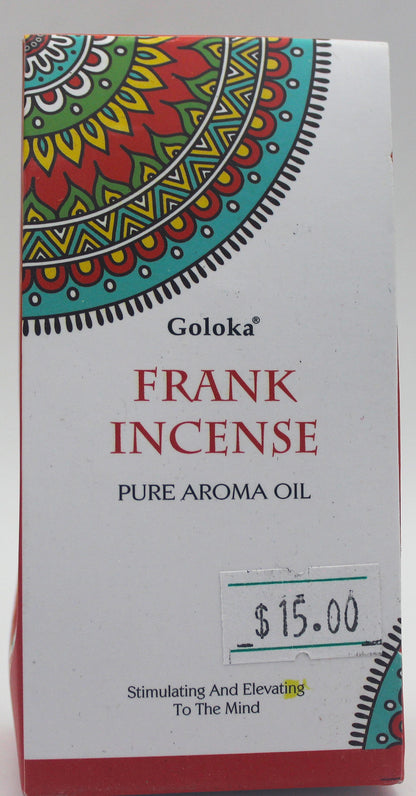 Goloka®
FRANK
INCENSE
PURE AROMA OIL
$15.00
Stimulating And Elevating
To The Mind